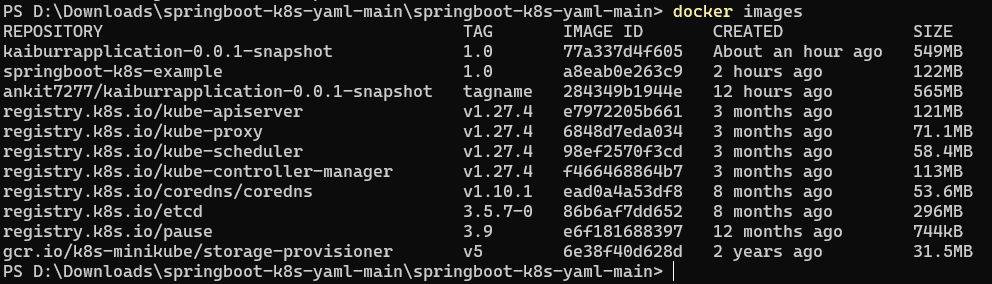 PS D:\Downloads\springboot-k8s-yaml-main\springboot-k8s-yaml-main> docker images
REPOSITORY TAG IMAGE ID CREATED SIZE
kaiburrapplication-0.0.1-snapshot 1.0 77a337d4f605 About an hour ago 549MB
springboot-k8s-example 1.0 a8eab0e263c9 2 hours ago 122MB
ankit7277/kaiburrapplication-0.0.1-snapshot tagname 284349b1944e 12 hours ago 565MB
registry.k8s.io/kube-apiserver v1.27.4 e7972205b661 3 months ago 121MB
registry.k8s.io/kube-proxy v1.27.4 6848d7eda034 3 months ago 71.1MB
registry.k8s.io/kube-scheduler v1.27.4 98ef2570f3cd 3 months ago 58.4MB
registry.k8s.io/kube-controller-manager v1.27.4 f466468864b7 3 months ago 113MB
registry.k8s.io/coredns/coredns v1.10.1 ead0a4a53df8 8 months ago 53.6MB
registry.k8s.io/etcd 3.5.7-0 86b6af7dd652 8 months ago 296MB
registry.k8s.io/pause 3.9 e6f181688397 12 months ago 744kB
gcr.io/k8s-minikube/storage-provisioner v5 6e38f40d628d 2 years ago 31.5MB
PS D:\Downloads\springboot-k8s-yaml-main\springboot-k8s-yaml-main>